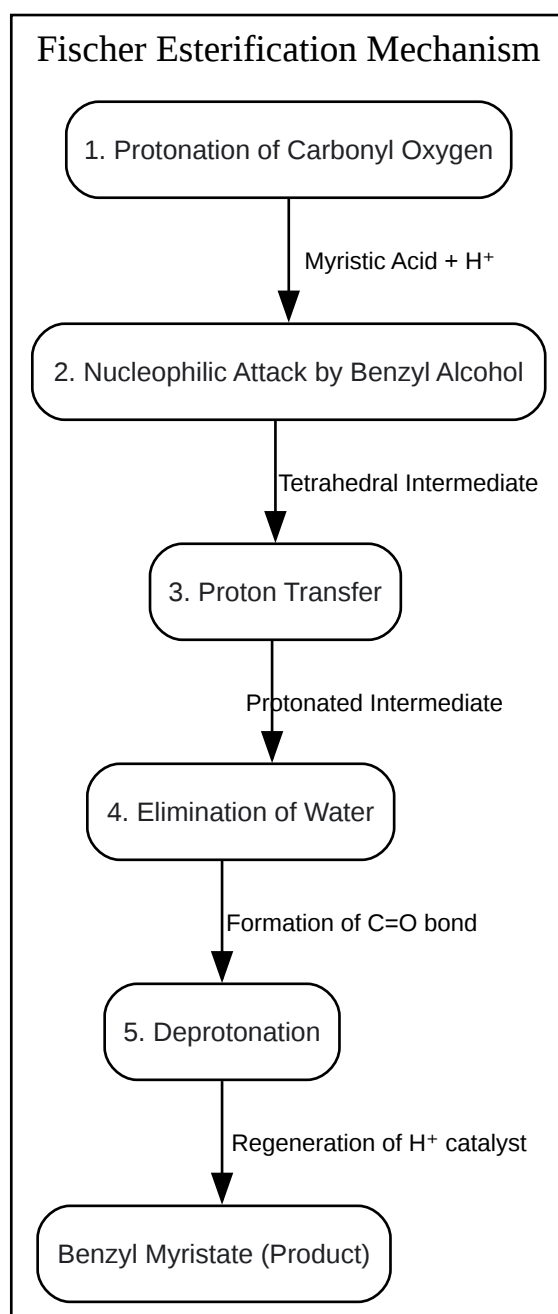 Fischer Esterification Mechanism
1. Protonation of Carbonyl Oxygen
Myristic Acid + H⁺
2. Nucleophilic Attack by Benzyl Alcohol
Tetrahedral Intermediate
3. Proton Transfer
Protonated Intermediate
4. Elimination of Water
Formation of C=O bond
5. Deprotonation
Regeneration of H⁺ catalyst
Benzyl Myristate (Product)